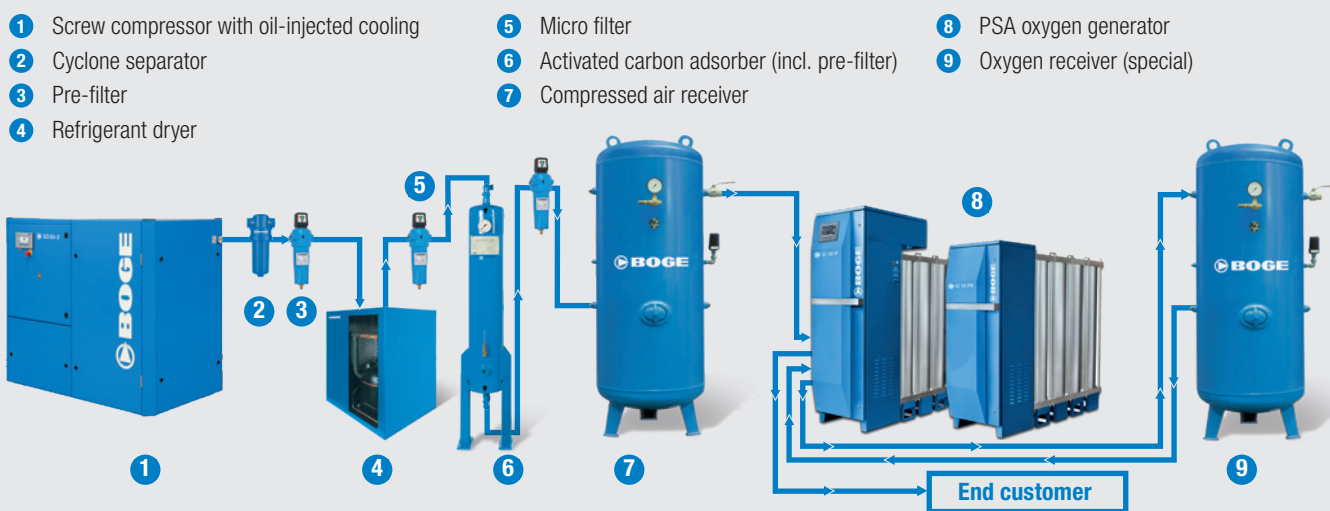 1 Screw compressor with oil-injected cooling
2 Cyclone separator
3 Pre-filter
4 Refrigerant dryer
5 Micro filter
6 Activated carbon adsorber (incl. pre-filter)
7 Compressed air receiver
8 PSA oxygen generator
9 Oxygen receiver (special)
BOGE
2
3
5
BOGE
8
BOGE
BOGE
BOGE
1
4
6
7
9
End customer